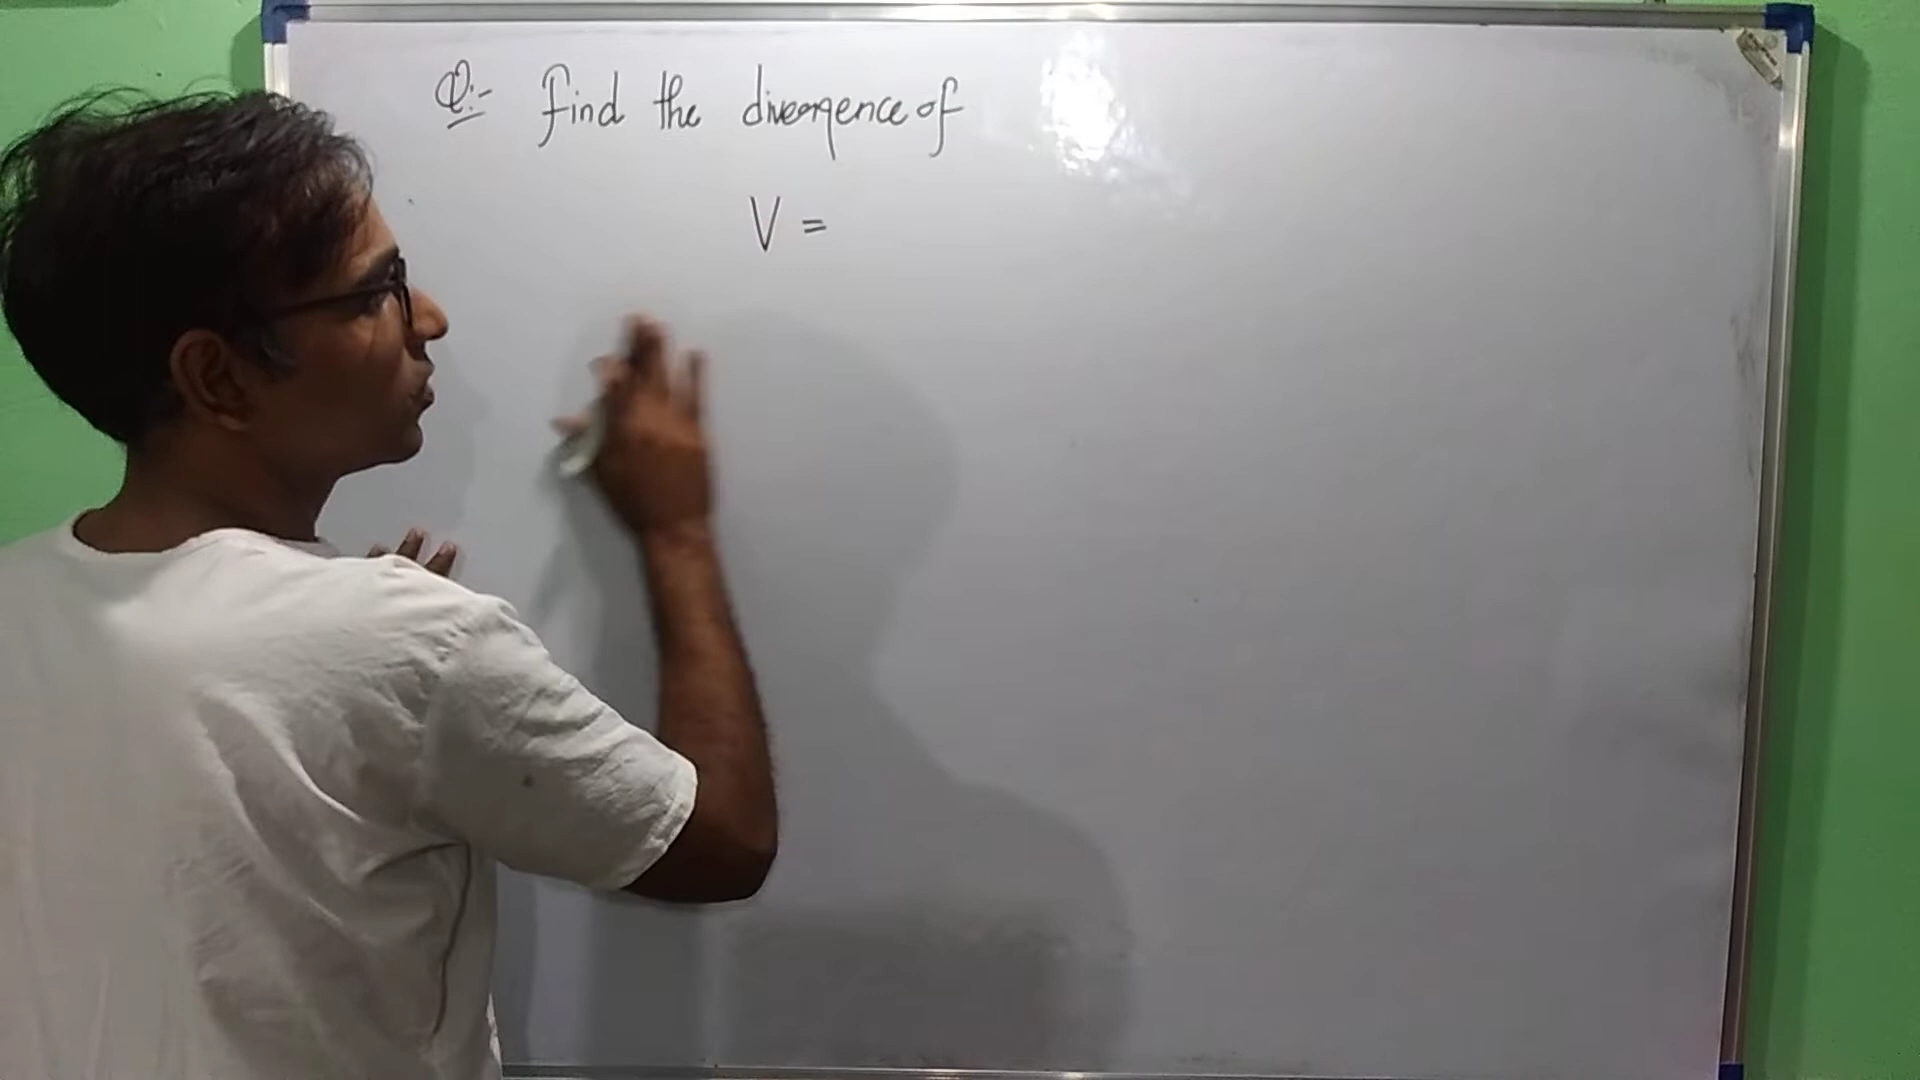 Q:- Find the divergence of
V =